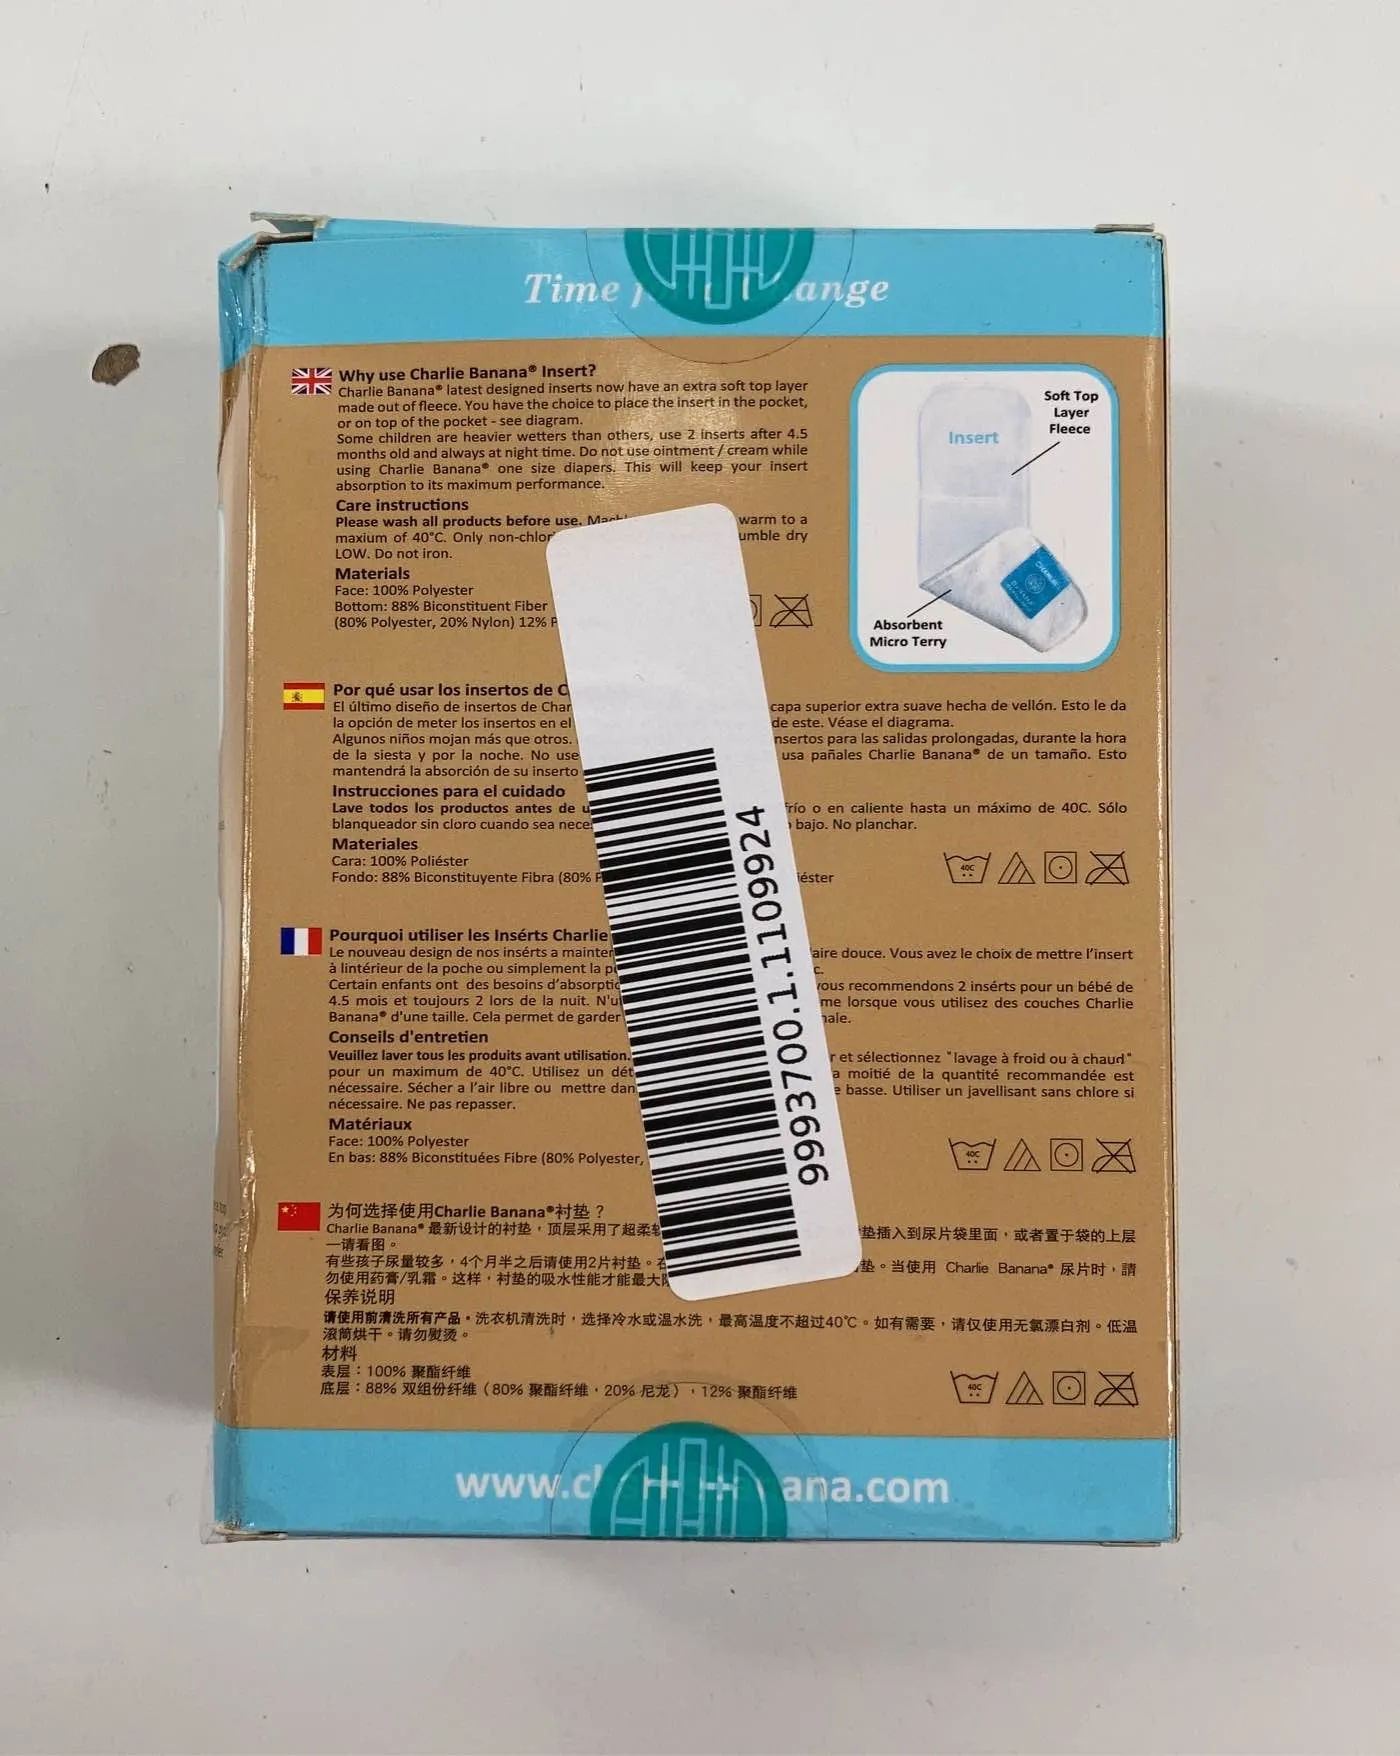 Time ange
Why use Charlie Banana® Insert?
Charlie Banana® latest designed inserts now have an extra soft top layer
made out of fleece. You have the choice to place the insert in the pocket,
or on top of the pocket - see diagram.
Some children are heavier wetters than others, use 2 inserts after 4.5
months old and always at night time. Do not use ointment / cream while
using Charlie Banana® one size diapers. This will keep your insert
absorption to its maximum performance.
Care instructions
Please wash all products before use. warm to a
maxium of 40°C. Only umble dry
LOW. Do not iron.
Materials
Face: 100% Polyester
Bottom: 88% Biconstituent Fiber
(80% Polyester, 20% Nylon) 12%
Insert
Soft Top
Layer
Fleece
Absorbent
Micro Terry
Por qué usar los insertos de
El último diseño de insertos de capa superior extra suave hecha de vellón. Esto le da
la opción de meter los insertos en el de este. Véase el diagrama.
Algunos niños mojan más que otros. nsertos para las salidas prolongadas, durante la hora
de la siesta y por la noche. No use usa pañales Charlie Banana® de un tamaño. Esto
mantendrá la absorción de su inserto
Instrucciones para el cuidado
Lave todos los productos antes de frío o en caliente hasta un máximo de 40C. Sólo
blanqueador sin cloro cuando sea bajo. No planchar.
Materiales
Cara: 100% Poliéster
Fondo: 88% Biconstituyente Fibra (80% iéster
40C
Pourquoi utiliser les Insérts Charlie
Le nouveau design de nos insérts a laire douce. Vous avez le choix de mettre l'insert
à lintérieur de la poche ou simplement la
Certain enfants ont des besoins vous recommendons 2 insérts pour un bébé de
4.5 mois et toujours 2 lors de la nuit. me lorsque vous utilisez des couches Charlie
Banana® d'une taille. Cela permet de garder nale.
Conseils d'entretien
Veuillez laver tous les produits avant utilisation. r et sélectionnez "lavage à froid ou à chaud"
pour un maximum de 40°C. Utilisez un a moitié de la quantité recommandée est
nécessaire. Sécher a l'air libre ou mettre basse. Utiliser un javellisant sans chlore si
nécessaire. Ne pas repasser.
Matériaux
Face: 100% Polyester
En bas: 88% Biconstituées Fibre (80% Polyester,
40C
为何选择使用Charlie Banana®衬垫？
Charlie Banana® 最新设计的衬垫，顶层采用了超柔 垫插入到尿片袋里面，或者置于袋的上层
一请看图。
有些孩子尿量较多，4个月半之后请使用2片衬垫。 垫。当使用 Charlie Banana® 尿片时，請
勿使用药膏/乳霜。这样，衬垫的吸水性能才能最大
保养说明
请使用前清洗所有产品。洗衣机清洗时，选择冷水或温水洗，最高温度不超过40°C。如有需要，请仅使用无氯漂白剂。低温
滚筒烘干。请勿熨烫。
材料
表层：100% 聚酯纤维
底层：88% 双组份纤维（80% 聚酯纤维，20% 尼龙），12% 聚酯纤维
40C
www.c ana.com
993700.1.1109924